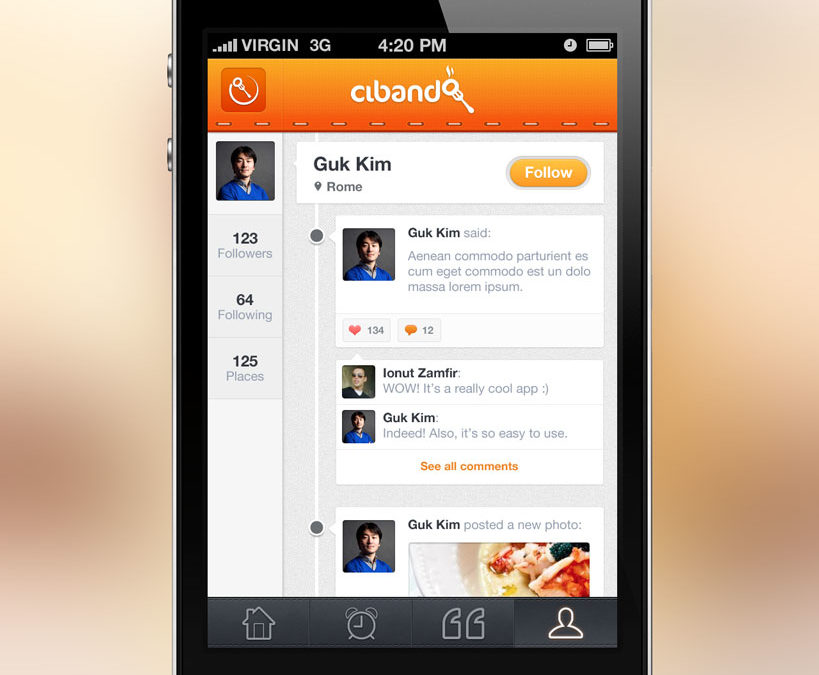 VIRGIN 3G 4:20 PM
cibando
Guk Kim
Rome
Follow
123
Followers
64
Following
125
Places
Guk Kim said:
Aenean commodo parturient es
cum eget commodo est un dolo
massa lorem ipsum.
134 12
Ionut Zamfir:
WOW! It's a really cool app :)
Guk Kim:
Indeed! Also, it's so easy to use.
See all comments
Guk Kim posted a new photo: